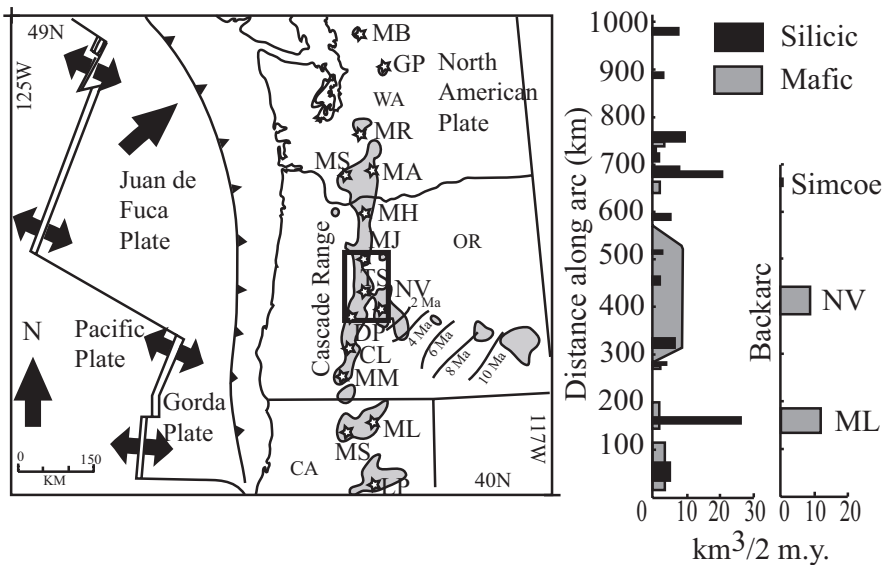 49N
125W
MB
GP
North
American
Plate
WA
MR
MS
MA
Juan de
Fuca
Plate
MH
MJ
OR
Cascade Range
TS
NV
2 Ma
4 Ma
6 Ma
8 Ma
10 Ma
DP
CL
MM
N
Pacific
Plate
Gorda
Plate
ML
MS
117W
CA
40N
LP
0 150
KM
Distance along arc (km)
1000
900
800
700
600
500
400
300
200
100
0 10 20 30
Silicic
Mafic
Backarc
Simcoe
NV
ML
0 10 20
km³/2 m.y.